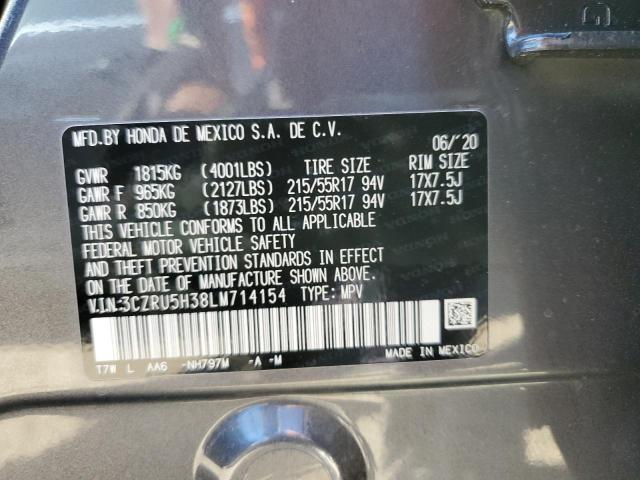 MFD.BY HONDA DE MEXICO S.A. DE C.V.
06/'20
GVWR 1815KG (4001LBS) TIRE SIZE RIM SIZE
GAWR F 965KG (2127LBS) 215/55R17 94V 17X7.5J
GAWR R 850KG (1873LBS) 215/55R17 94V 17X7.5J
THIS VEHICLE CONFORMS TO ALL APPLICABLE
FEDERAL MOTOR VEHICLE SAFETY
AND THEFT PREVENTION STANDARDS IN EFFECT
ON THE DATE OF MANUFACTURE SHOWN ABOVE.
V.I.N:3CZRU5H38LM714154 TYPE: MPV
T7W L AA6 -NH797M -A -M
MADE IN MEXICO